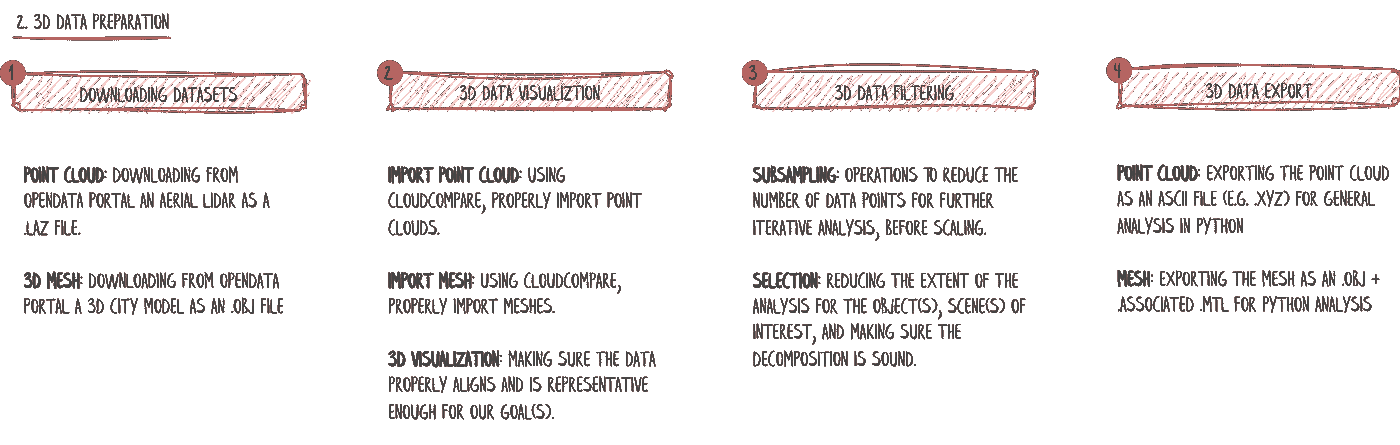 2. 3D DATA PREPARATION
1
DOWNLOADING DATASETS
POINT CLOUD: DOWNLOADING FROM
OPENDATA PORTAL AN AERIAL LIDAR AS A
.LAZ FILE.
3D MESH: DOWNLOADING FROM OPENDATA
PORTAL A 3D CITY MODEL AS AN .OBJ FILE
2
3D DATA VISUALIZTION
IMPORT POINT CLOUD: USING
CLOUDCOMPARE, PROPERLY IMPORT POINT
CLOUDS.
IMPORT MESH: USING CLOUDCOMPARE,
PROPERLY IMPORT MESHES.
3D VISUALIZATION: MAKING SURE THE DATA
PROPERLY ALIGNS AND IS REPRESENTATIVE
ENOUGH FOR OUR GOAL(S).
3
3D DATA FILTERING
SUBSAMPLING: OPERATIONS TO REDUCE THE
NUMBER OF DATA POINTS FOR FURTHER
ITERATIVE ANALYSIS, BEFORE SCALING.
SELECTION: REDUCING THE EXTENT OF THE
ANALYSIS FOR THE OBJECT(S), SCENE(S) OF
INTEREST, AND MAKING SURE THE
DECOMPOSITION IS SOUND.
4
3D DATA EXPORT
POINT CLOUD: EXPORTING THE POINT CLOUD
AS AN ASCII FILE (E.G. .XYZ) FOR GENERAL
ANALYSIS IN PYTHON
MESH: EXPORTING THE MESH AS AN .OBJ +
ASSOCIATED .MTL FOR PYTHON ANALYSIS